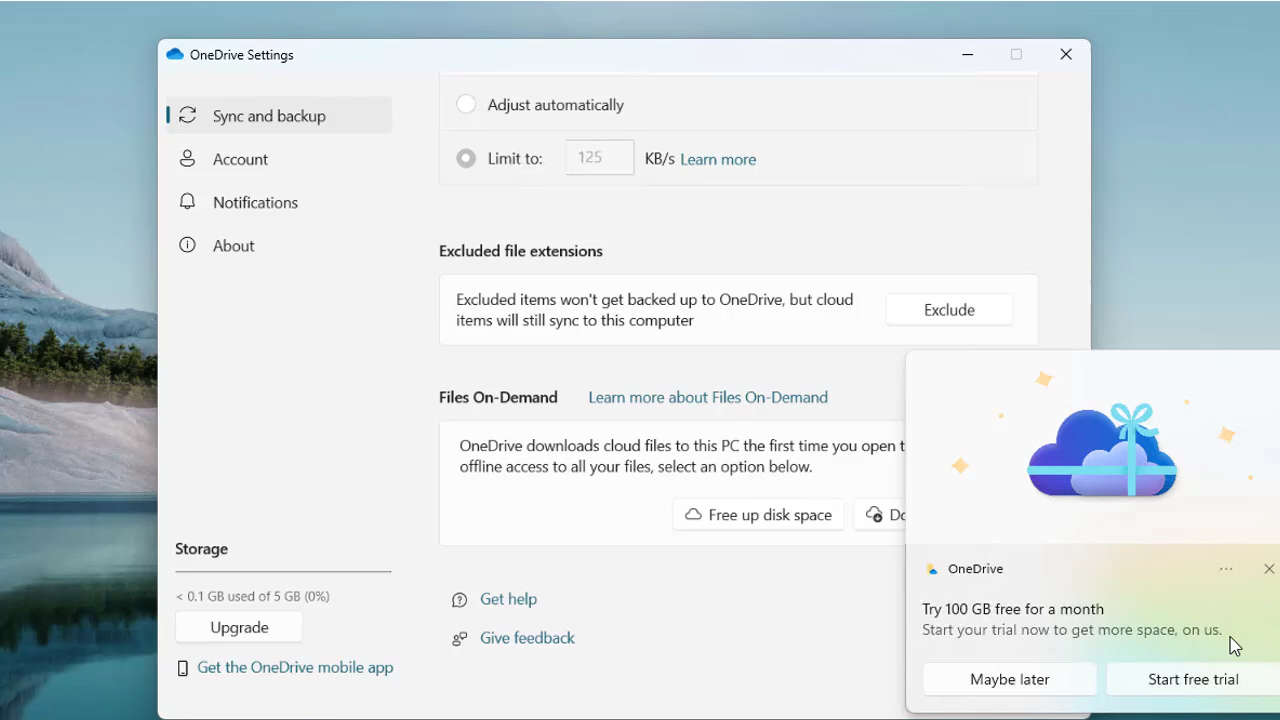 OneDrive Settings
Sync and backup
Account
Notifications
About
Adjust automatically
Limit to: 125 KB/s Learn more
Excluded file extensions
Excluded items won't get backed up to OneDrive, but cloud
items will still sync to this computer
Exclude
Files On-Demand Learn more about Files On-Demand
OneDrive downloads cloud files to this PC the first time you open t
offline access to all your files, select an option below.
Free up disk space
Do
Get help
Give feedback
Storage
< 0.1 GB used of 5 GB (0%)
Upgrade
Get the OneDrive mobile app
OneDrive
Try 100 GB free for a month
Start your trial now to get more space, on us.
Maybe later
Start free trial